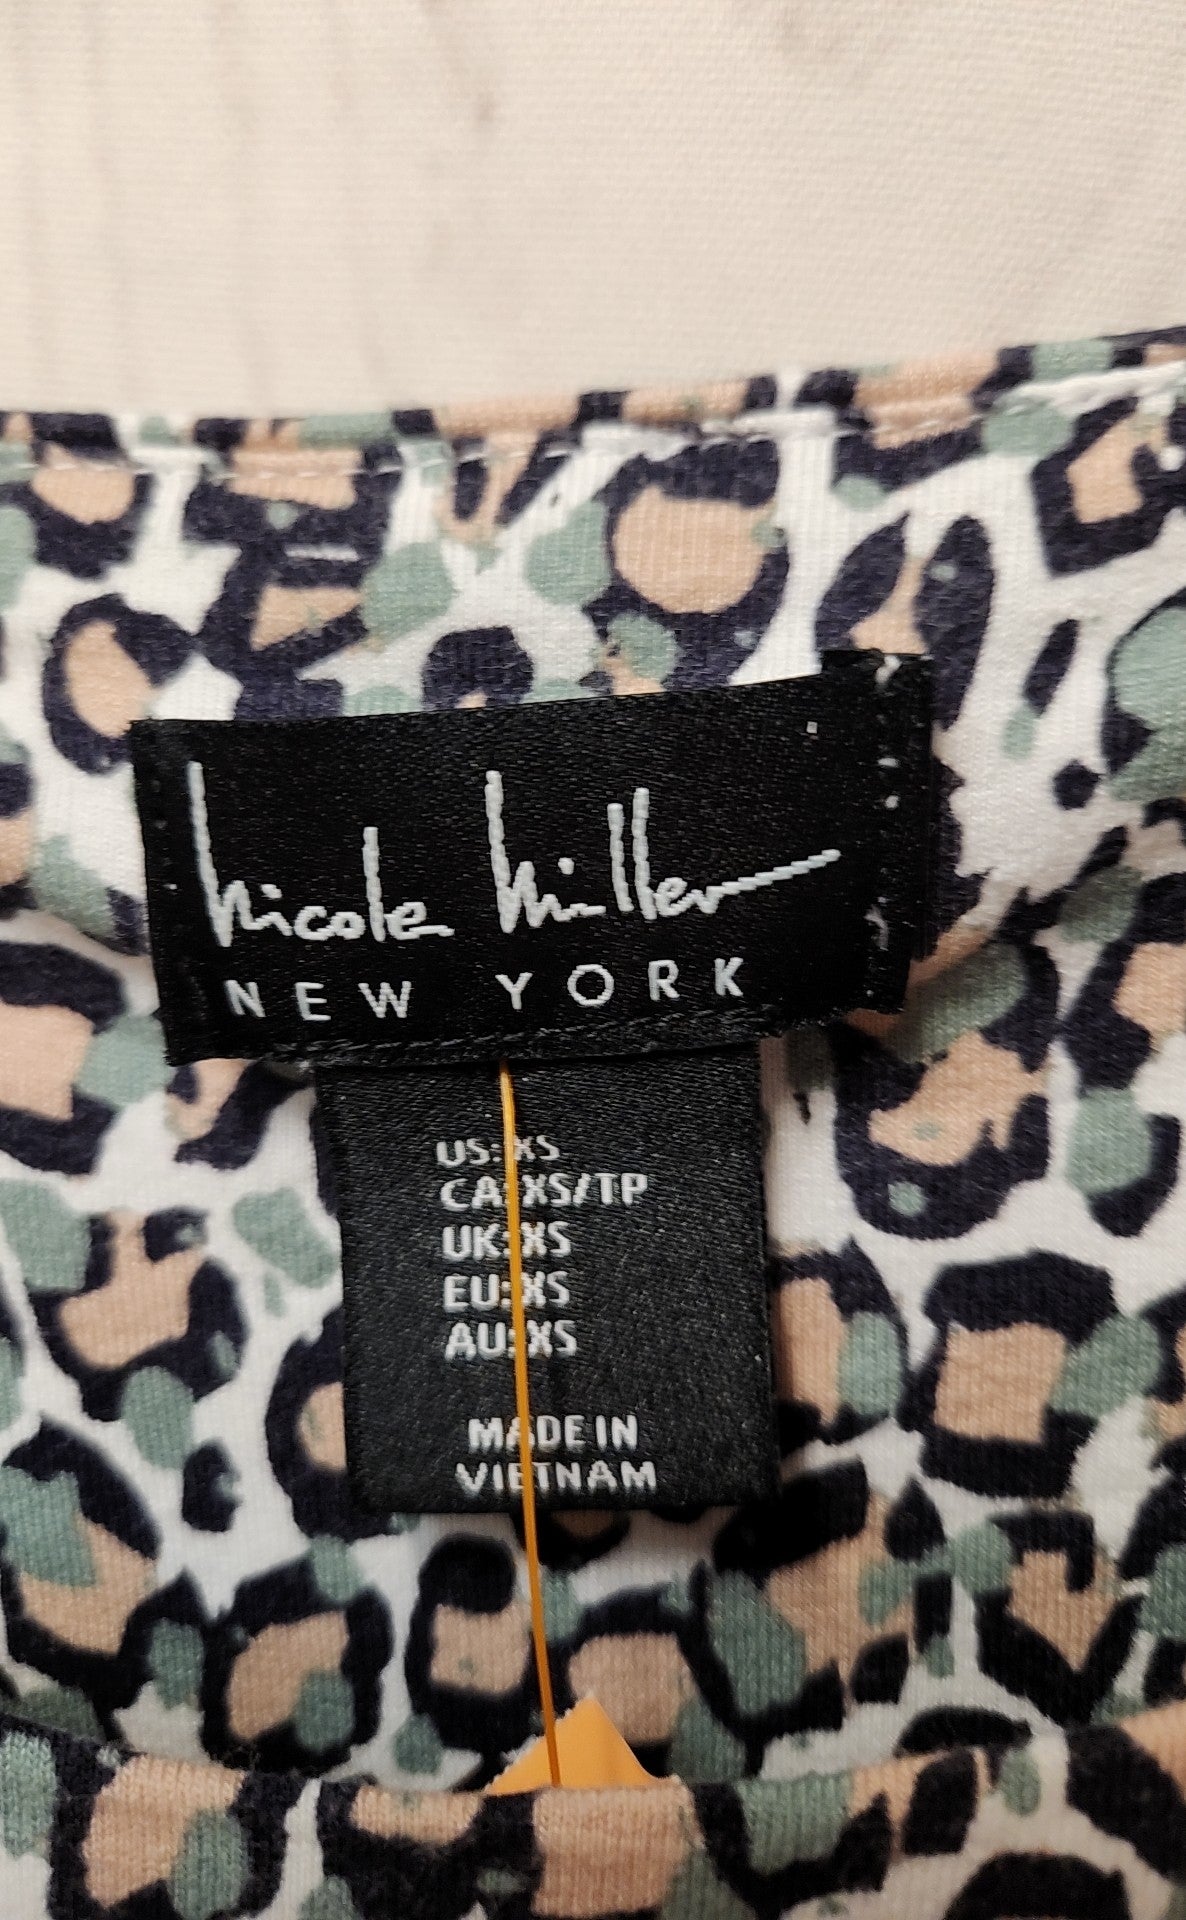 Nicole Miller
NEW YORK
US: XS
CA: XS/TP
UK: XS
EU: XS
AU: XS
MADE IN
VIETNAM